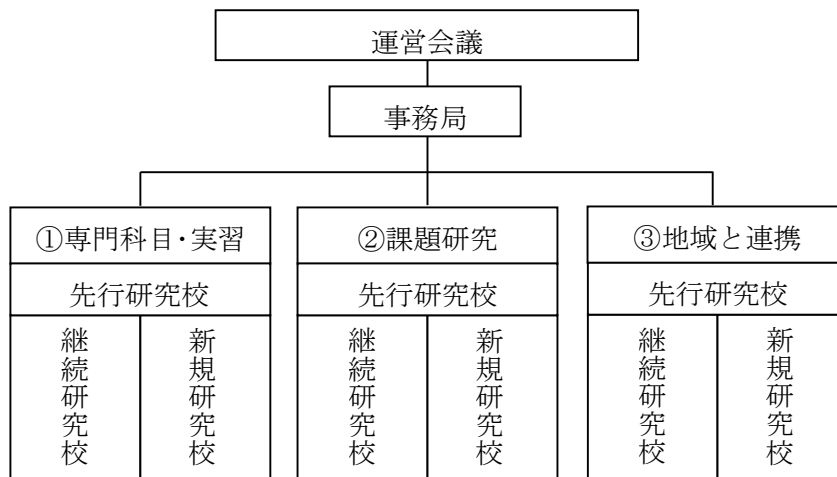 運営会議
事務局
①専門科目・実習
先行研究校
継続研究校
新規研究校
②課題研究
先行研究校
継続研究校
新規研究校
③地域と連携
先行研究校
継続研究校
新規研究校